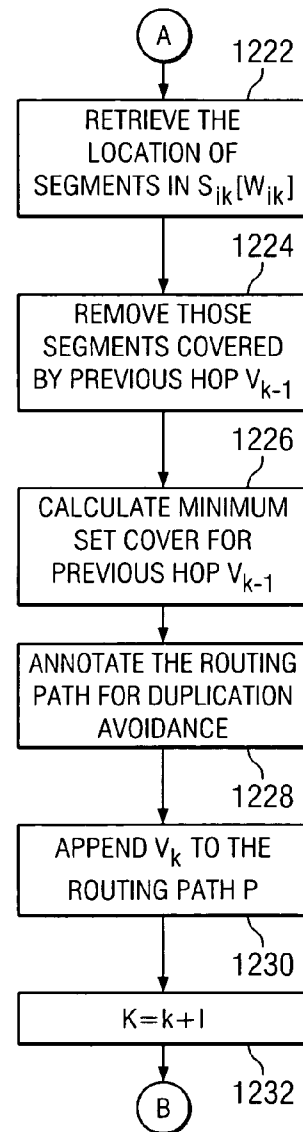 A
1222
RETRIEVE THE
LOCATION OF
SEGMENTS IN S_ik[W_ik]
1224
REMOVE THOSE
SEGMENTS COVERED
BY PREVIOUS HOP V_k-1
1226
CALCULATE MINIMUM
SET COVER FOR
PREVIOUS HOP V_k-1
ANNOTATE THE ROUTING
PATH FOR DUPLICATION
AVOIDANCE
1228
APPEND V_k TO THE
ROUTING PATH P
1230
K=k+I
1232
B